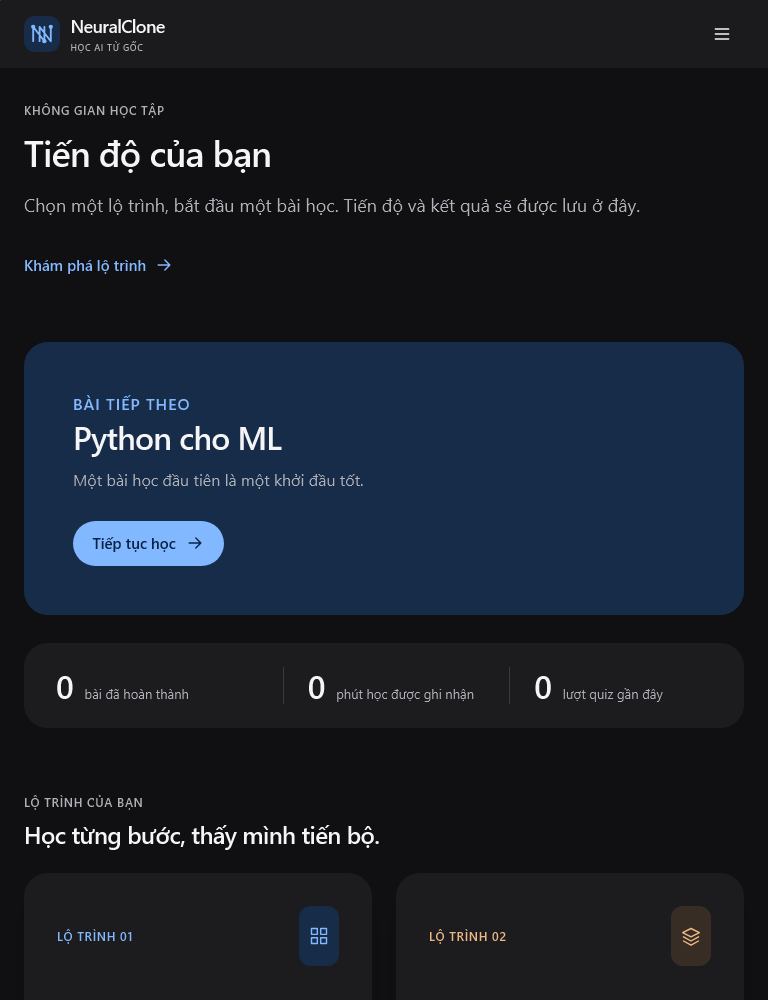 NeuralClone
HỌC AI TỪ GỐC
KHÔNG GIAN HỌC TẬP
Tiến độ của bạn
Chọn một lộ trình, bắt đầu một bài học. Tiến độ và kết quả sẽ được lưu ở đây.
Khám phá lộ trình
BÀI TIẾP THEO
Python cho ML
Một bài học đầu tiên là một khởi đầu tốt.
Tiếp tục học
0 bài đã hoàn thành
0 phút học được ghi nhận
0 lượt quiz gần đây
LỘ TRÌNH CỦA BẠN
Học từng bước, thấy mình tiến bộ.
LỘ TRÌNH 01
LỘ TRÌNH 02